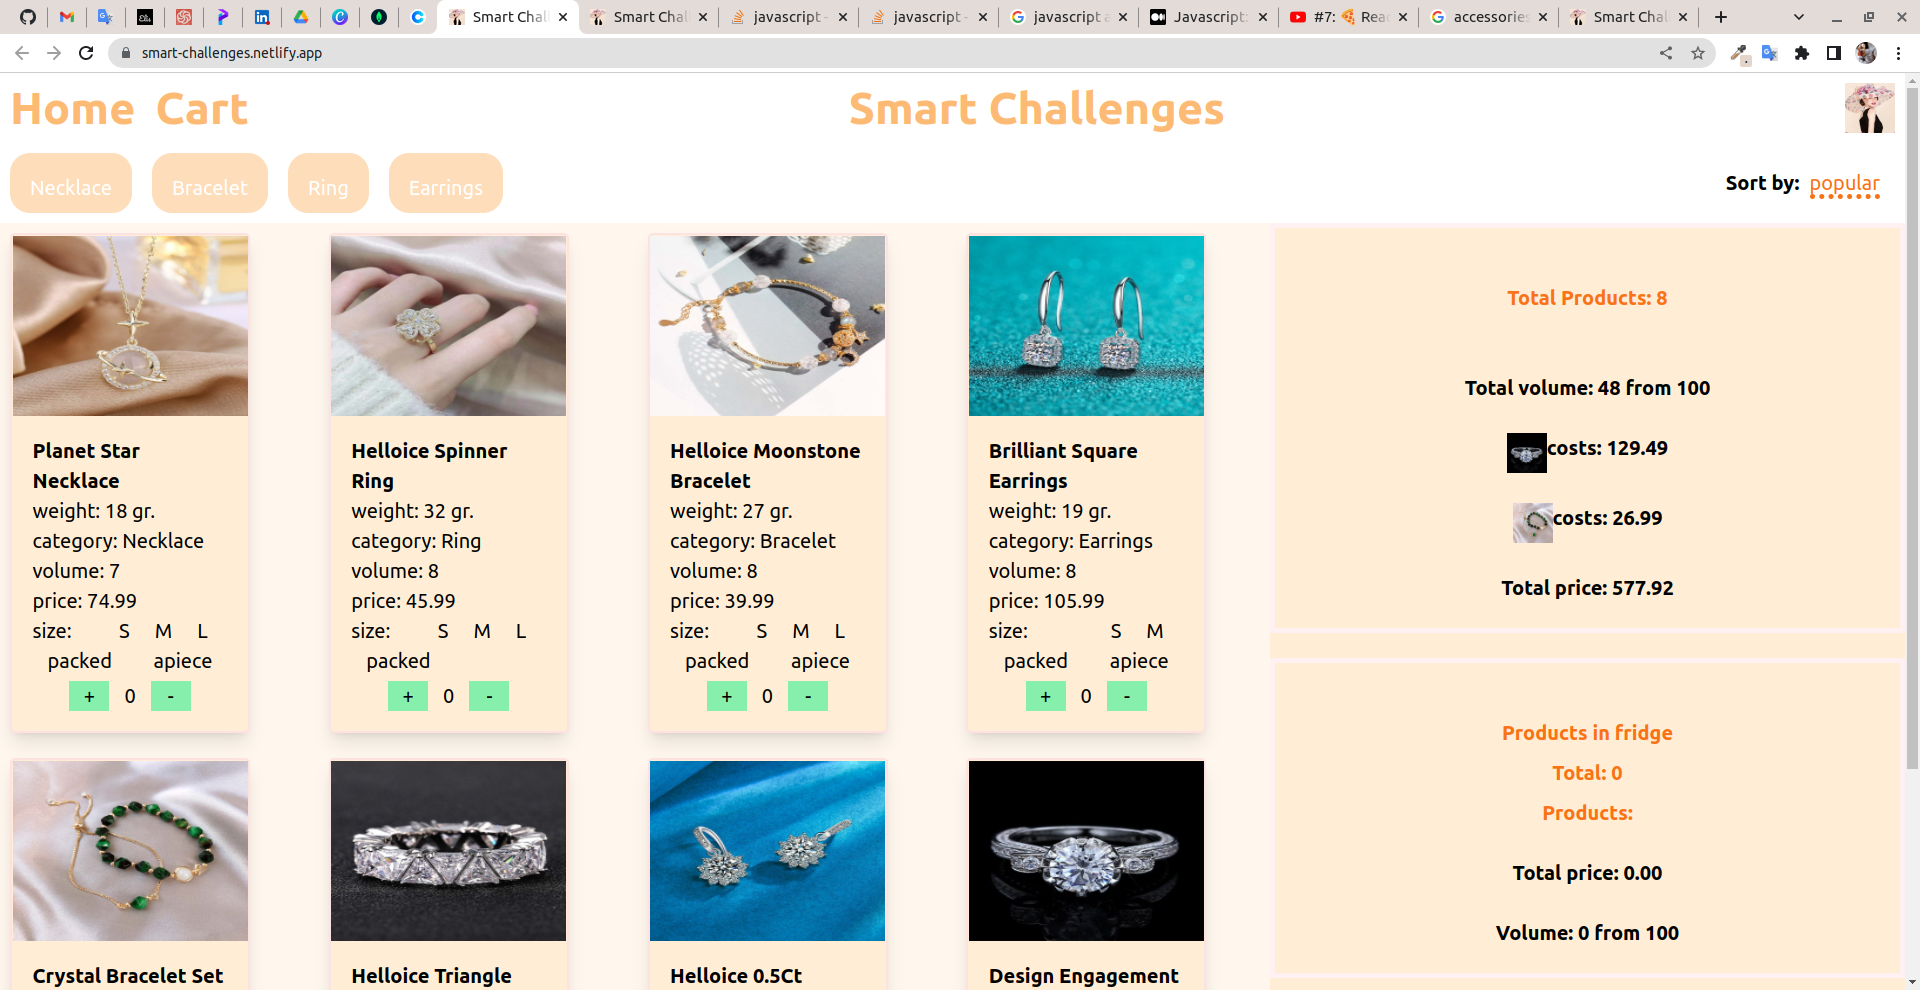 Smart Chall
Smart Chal
javascript -
javascript -
javascript a
Javascript:
#7: 🍕 Reac
accessories
Smart Chal
smart-challenges.netlify.app
Home Cart
Smart Challenges
Necklace Bracelet Ring Earrings
Sort by: popular
Planet Star
Necklace
weight: 18 gr.
category: Necklace
volume: 7
price: 74.99
size: S M L
packed apiece
+ 0 -
Helloice Spinner
Ring
weight: 32 gr.
category: Ring
volume: 8
price: 45.99
size: S M L
packed
+ 0 -
Helloice Moonstone
Bracelet
weight: 27 gr.
category: Bracelet
volume: 8
price: 39.99
size: S M L
packed apiece
+ 0 -
Brilliant Square
Earrings
weight: 19 gr.
category: Earrings
volume: 8
price: 105.99
size: S M
packed apiece
+ 0 -
Crystal Bracelet Set
Helloice Triangle
Helloice 0.5Ct
Design Engagement
Total Products: 8
Total volume: 48 from 100
costs: 129.49
costs: 26.99
Total price: 577.92
Products in fridge
Total: 0
Products:
Total price: 0.00
Volume: 0 from 100